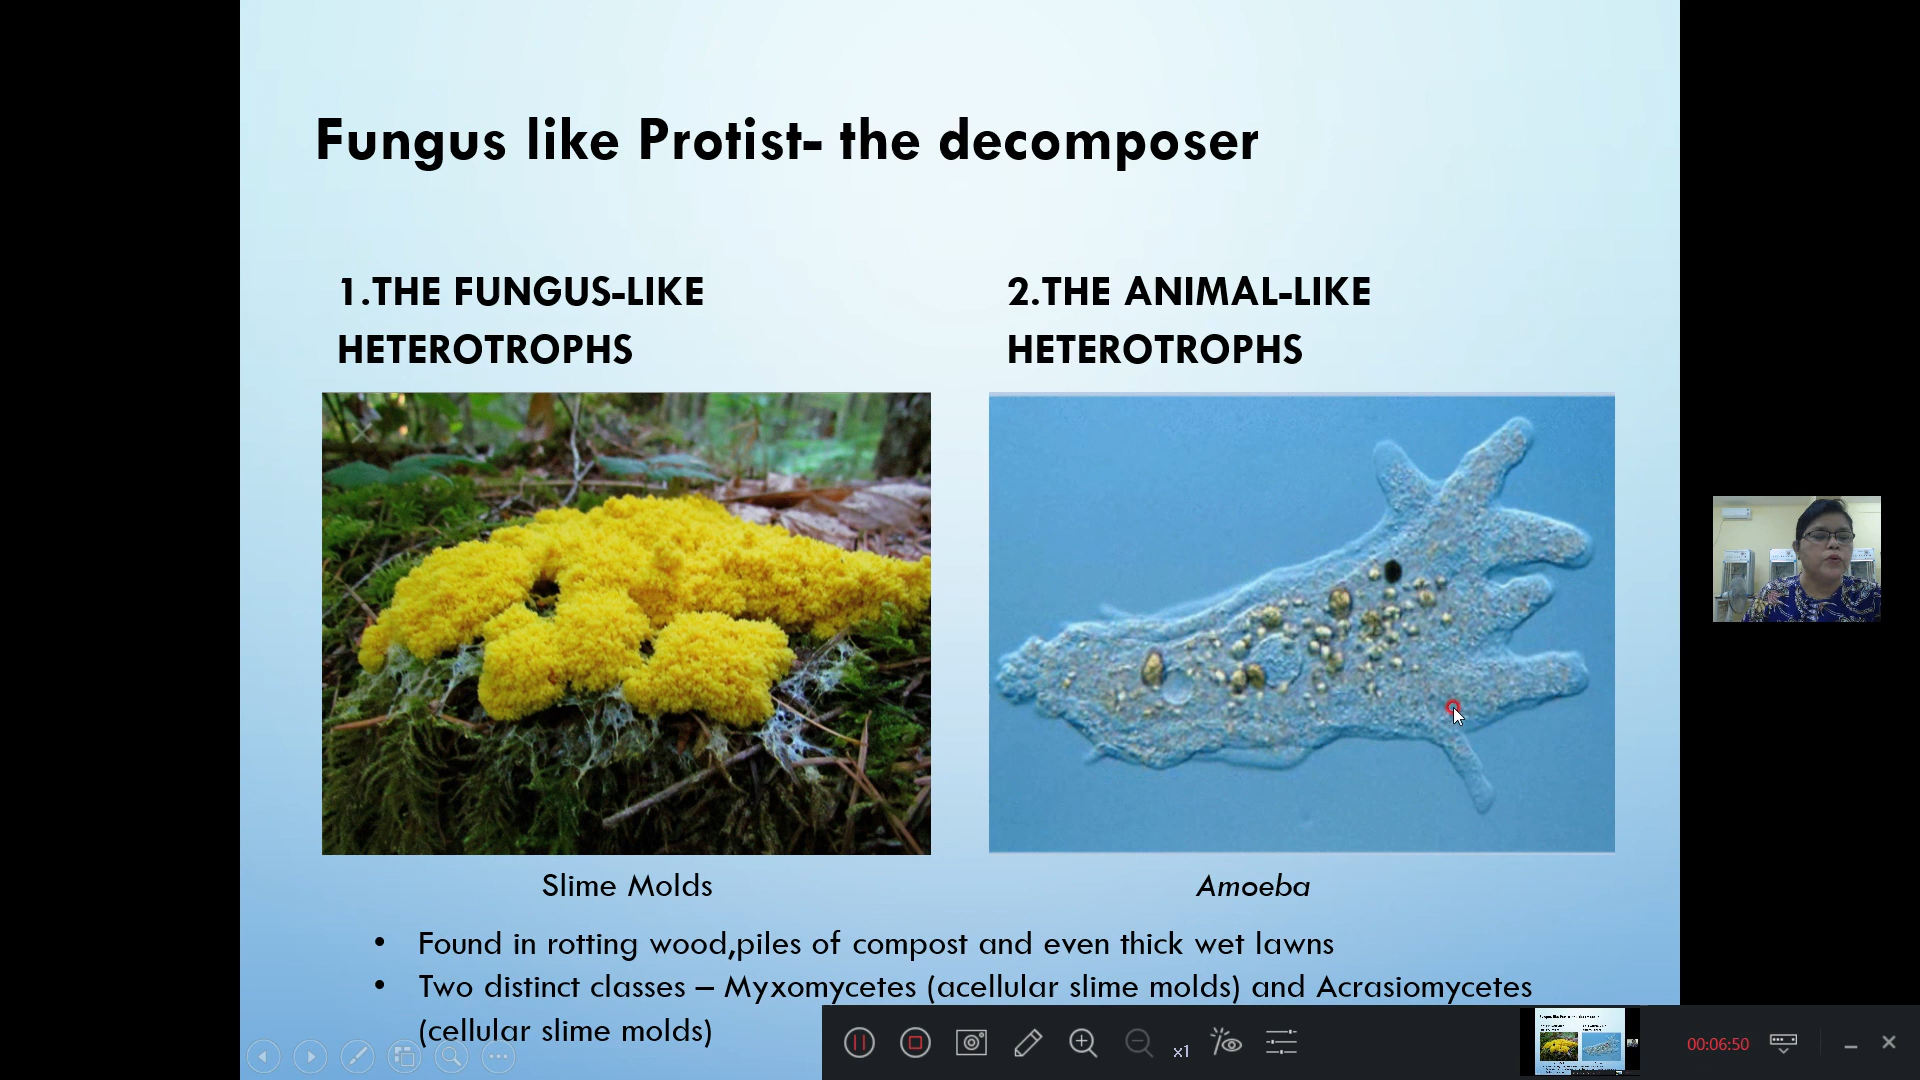 Fungus like Protist- the decomposer
1.THE FUNGUS-LIKE
HETEROTROPHS
2.THE ANIMAL-LIKE
HETEROTROPHS
Slime Molds
Amoeba
• Found in rotting wood,piles of compost and even thick wet lawns
• Two distinct classes – Myxomycetes (acellular slime molds) and Acrasiomycetes
(cellular slime molds)
x1
00:06:50